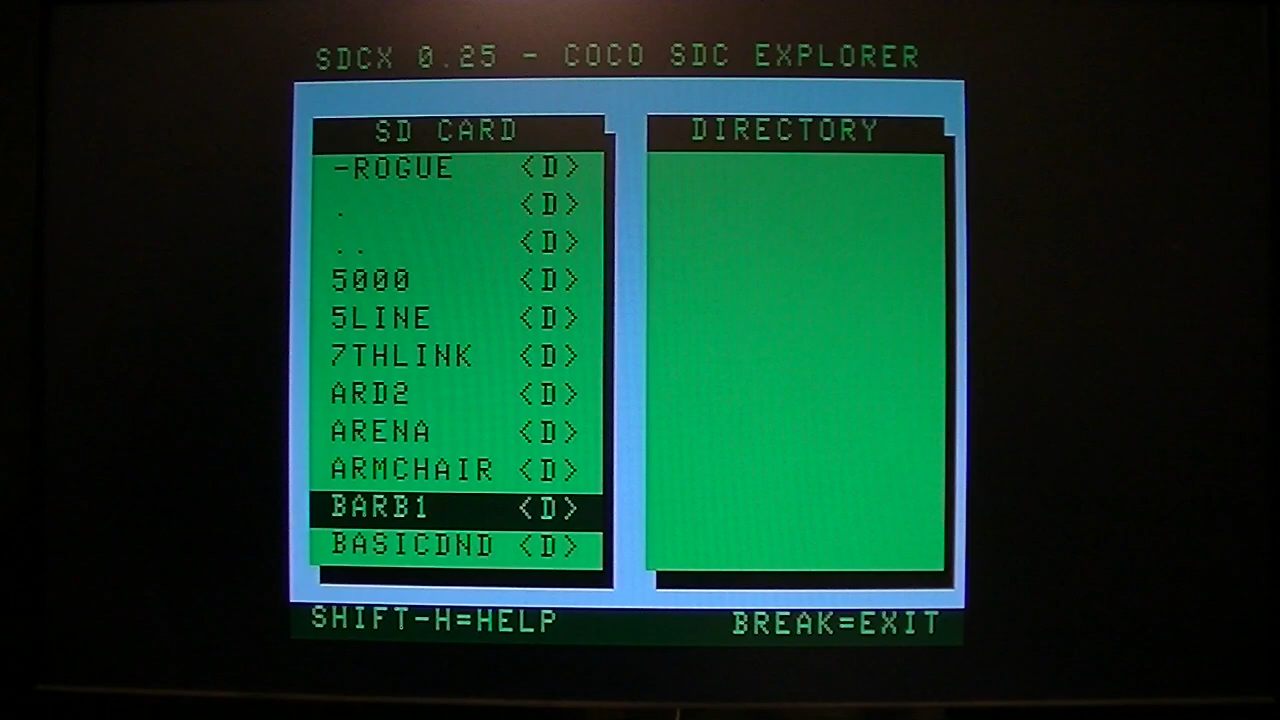 SDCX 0.25 - COCO SDC EXPLORER
SD CARD
-ROGUE <D>
. <D>
.. <D>
5000 <D>
5LINE <D>
7THLINK <D>
ARD2 <D>
ARENA <D>
ARMCHAIR <D>
BARB1 <D>
BASICDND <D>
DIRECTORY
SHIFT-H=HELP
BREAK=EXIT